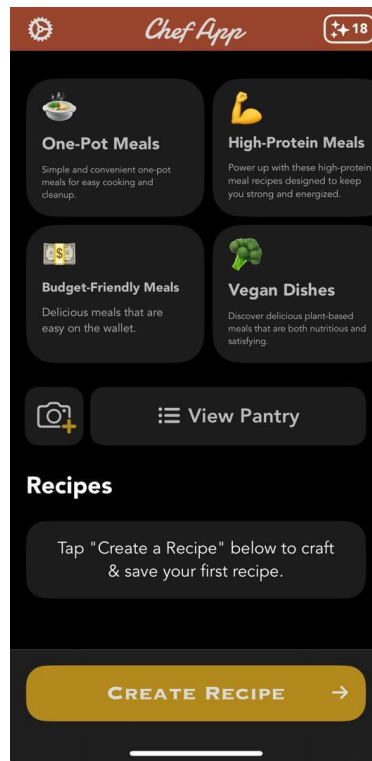 Chef App
18
One-Pot Meals
Simple and convenient one-pot
meals for easy cooking and
cleanup.
High-Protein Meals
Power up with these high-protein
meal recipes designed to keep
you strong and energized.
Budget-Friendly Meals
Delicious meals that are
easy on the wallet.
Vegan Dishes
Discover delicious plant-based
meals that are both nutritious and
satisfying.
View Pantry
Recipes
Tap "Create a Recipe" below to craft
& save your first recipe.
CREATE RECIPE